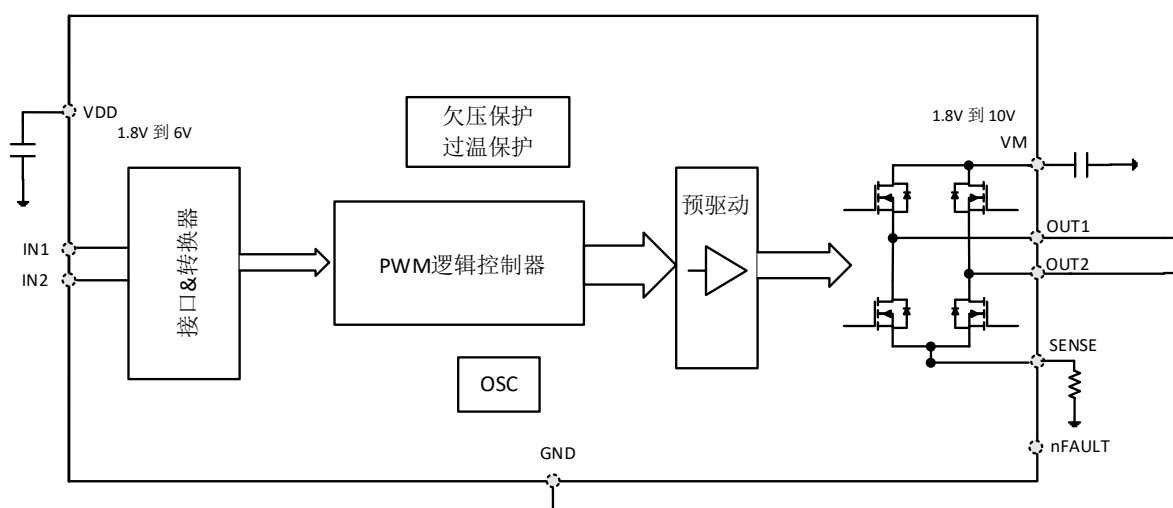 VDD
1.8V 到 6V
欠压保护
过温保护
1.8V 到 10V
VM
预驱动
IN1
IN2
接口&转换器
PWM逻辑控制器
OUT1
OUT2
SENSE
OSC
GND
nFAULT